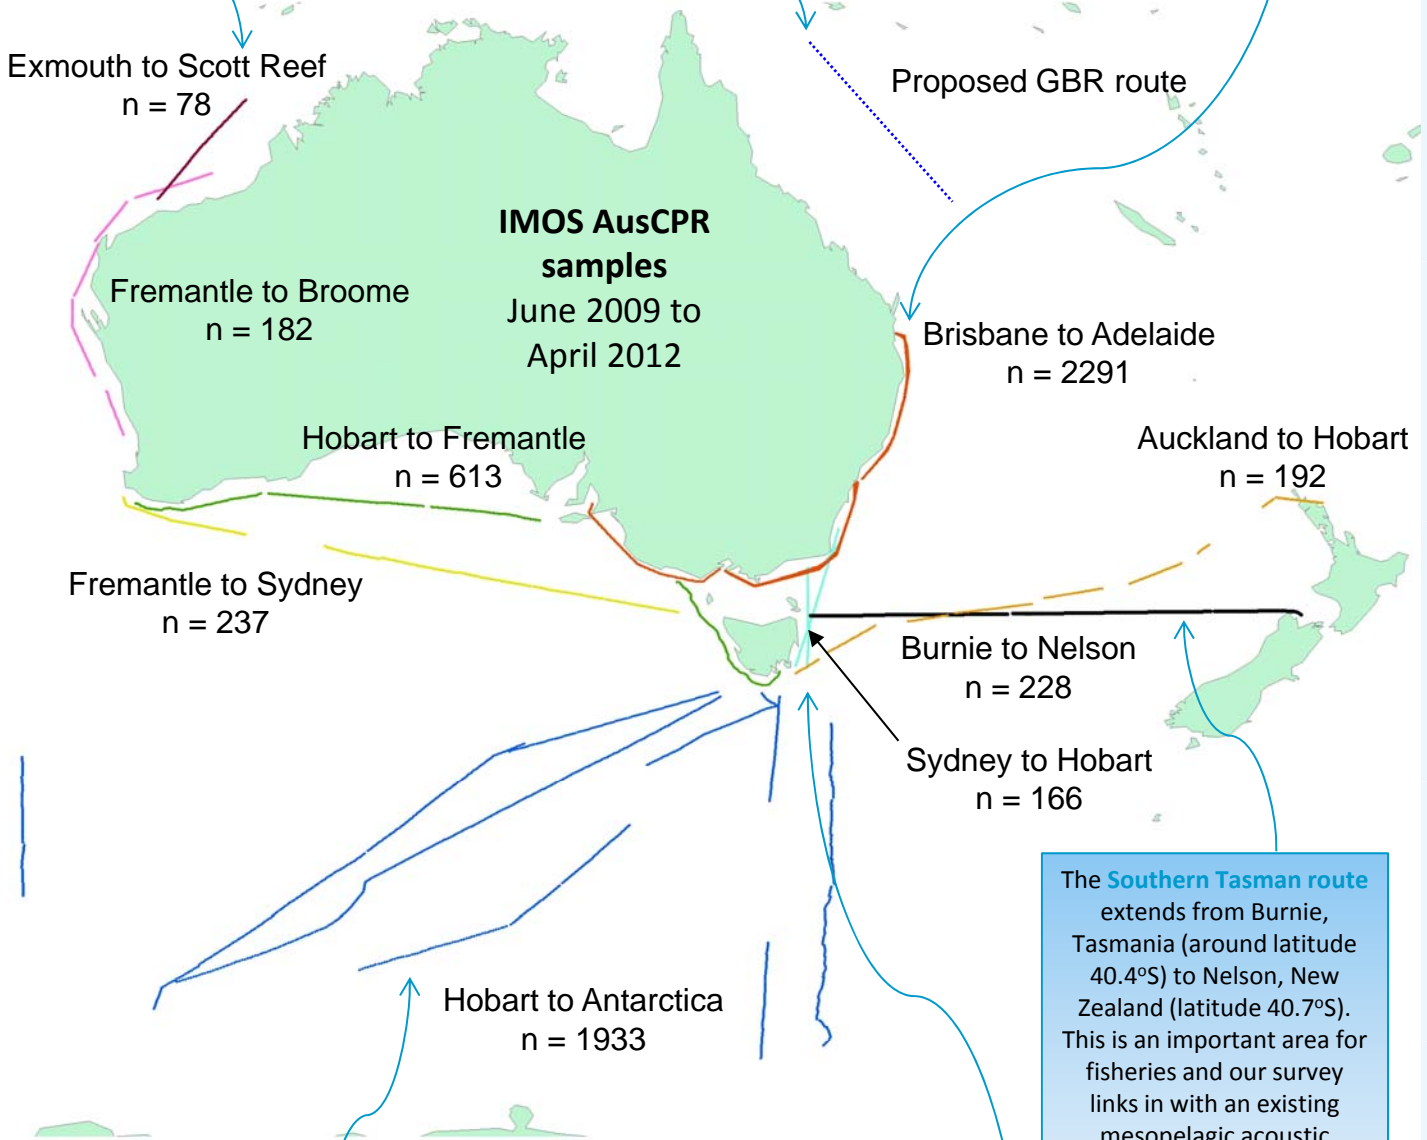 Exmouth to Scott Reef
n = 78
Proposed GBR route
IMOS AusCPR
samples
June 2009 to
April 2012
Fremantle to Broome
n = 182
Brisbane to Adelaide
n = 2291
Hobart to Fremantle
n = 613
Auckland to Hobart
n = 192
Fremantle to Sydney
n = 237
Burnie to Nelson
n = 228
Sydney to Hobart
n = 166
Hobart to Antarctica
n = 1933
The Southern Tasman route
extends from Burnie,
Tasmania (around latitude
40.4ºS) to Nelson, New
Zealand (latitude 40.7ºS).
This is an important area for
fisheries and our survey
links in with an existing
mesopelagic acoustic